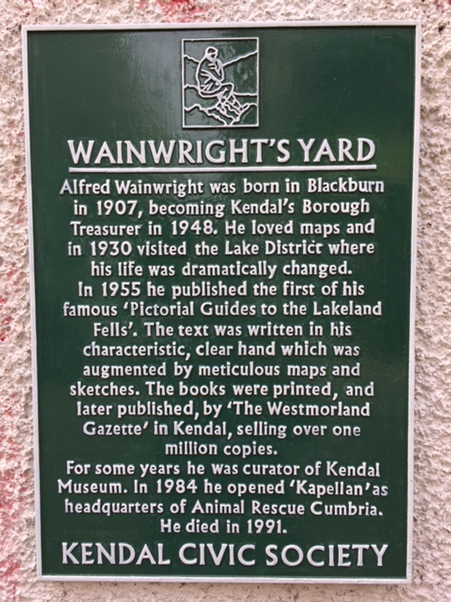 WAINWRIGHT'S YARD
Alfred Wainwright was born in Blackburn
in 1907, becoming Kendal's Borough
Treasurer in 1948. He loved maps and
in 1930 visited the Lake District where
his life was dramatically changed.
In 1955 he published the first of his
famous 'Pictorial Guides to the Lakeland
Fells'. The text was written in his
characteristic, clear hand which was
augmented by meticulous maps and
sketches. The books were printed, and
later published, by 'The Westmorland
Gazette' in Kendal, selling over one
million copies.
For some years he was curator of Kendal
Museum. In 1984 he opened 'Kapellan' as
headquarters of Animal Rescue Cumbria.
He died in 1991.
KENDAL CIVIC SOCIETY